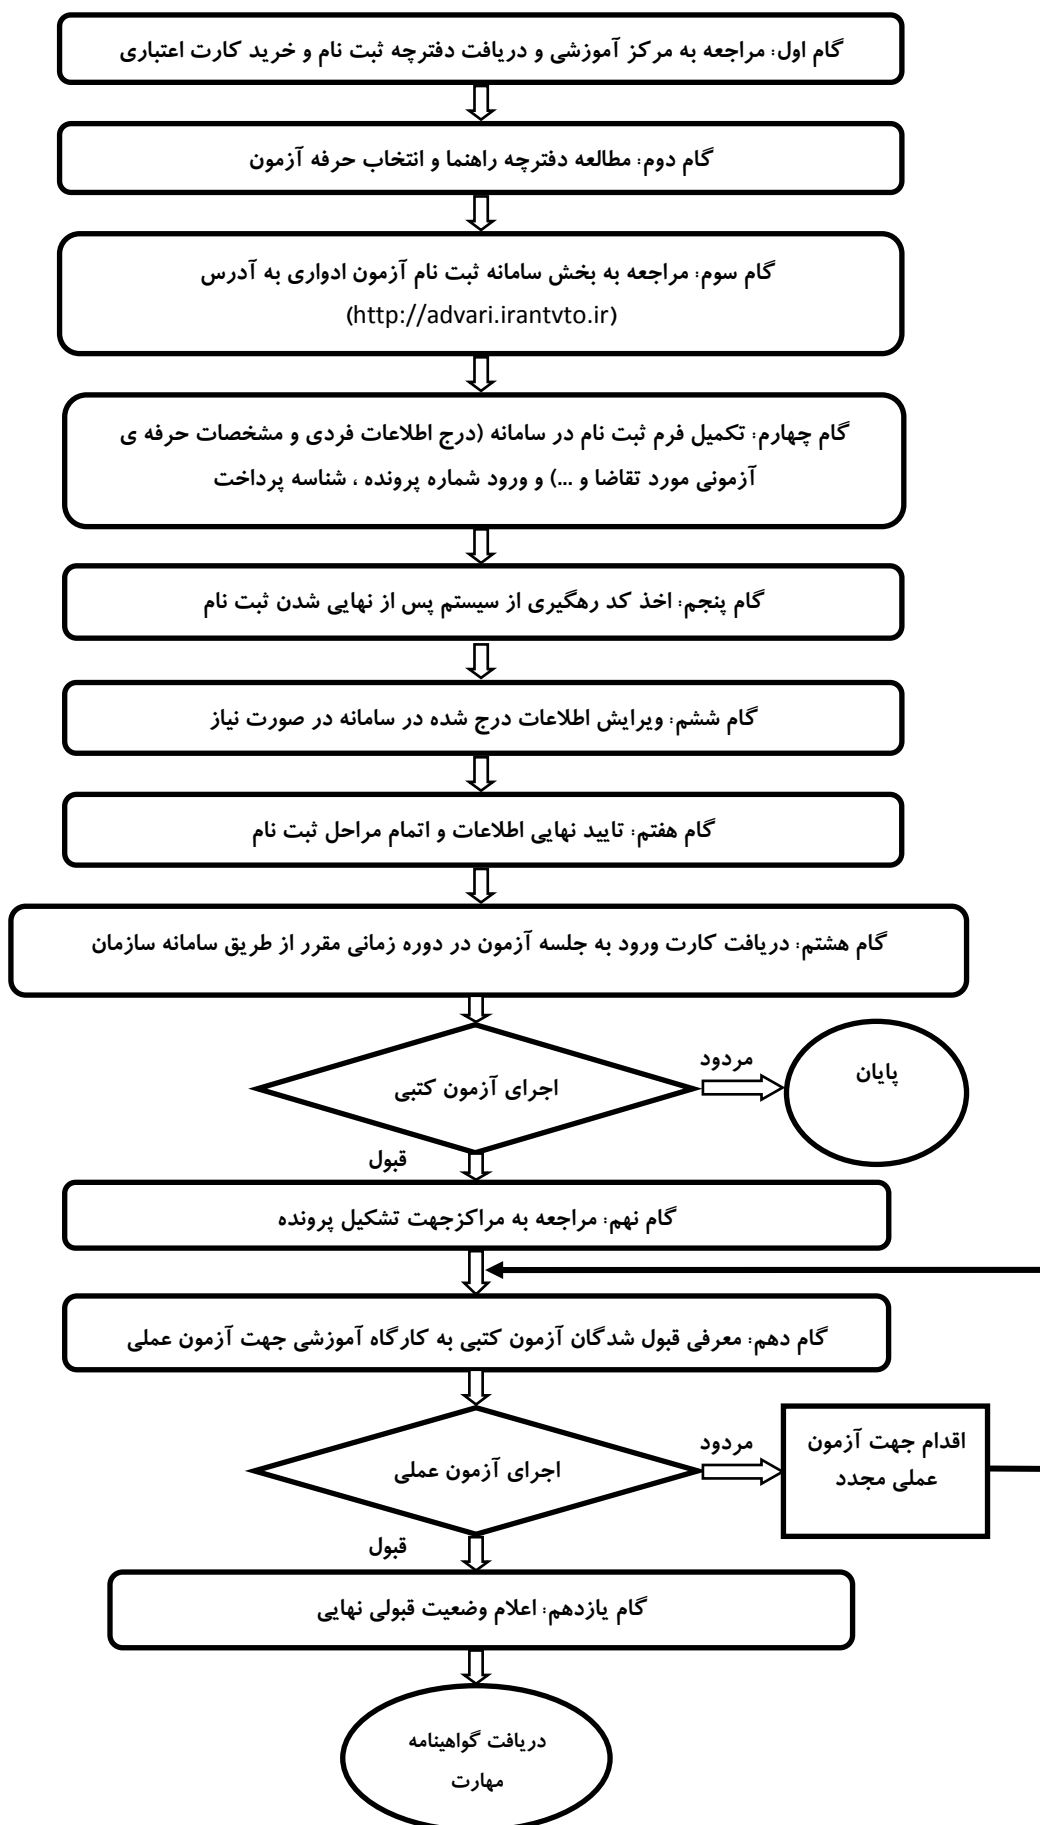 گام اول: مراجعه به مرکز آموزشی و دریافت دفترچه ثبت نام و خرید کارت اعتباری
گام دوم: مطالعه دفترچه راهنما و انتخاب حرفه آزمون
گام سوم: مراجعه به بخش سامانه ثبت نام آزمون ادواری به آدرس
(http://advari.irantvto.ir)
گام چهارم: تکمیل فرم ثبت نام در سامانه (درج اطلاعات فردی و مشخصات حرفه ی
آزمونی مورد تقاضا و ...) و ورود شماره پرونده ، شناسه پرداخت
گام پنجم: اخذ کد رهگیری از سیستم پس از نهایی شدن ثبت نام
گام ششم: ویرایش اطلاعات درج شده در سامانه در صورت نیاز
گام هفتم: تایید نهایی اطلاعات و اتمام مراحل ثبت نام
گام هشتم: دریافت کارت ورود به جلسه آزمون در دوره زمانی مقرر از طریق سامانه سازمان
اجرای آزمون کتبی
مردود
پایان
قبول
گام نهم: مراجعه به مراکزجهت تشکیل پرونده
گام دهم: معرفی قبول شدگان آزمون کتبی به کارگاه آموزشی جهت آزمون عملی
اجرای آزمون عملی
مردود
اقدام جهت آزمون
عملی مجدد
قبول
گام یازدهم: اعلام وضعیت قبولی نهایی
دریافت گواهینامه
مهارت